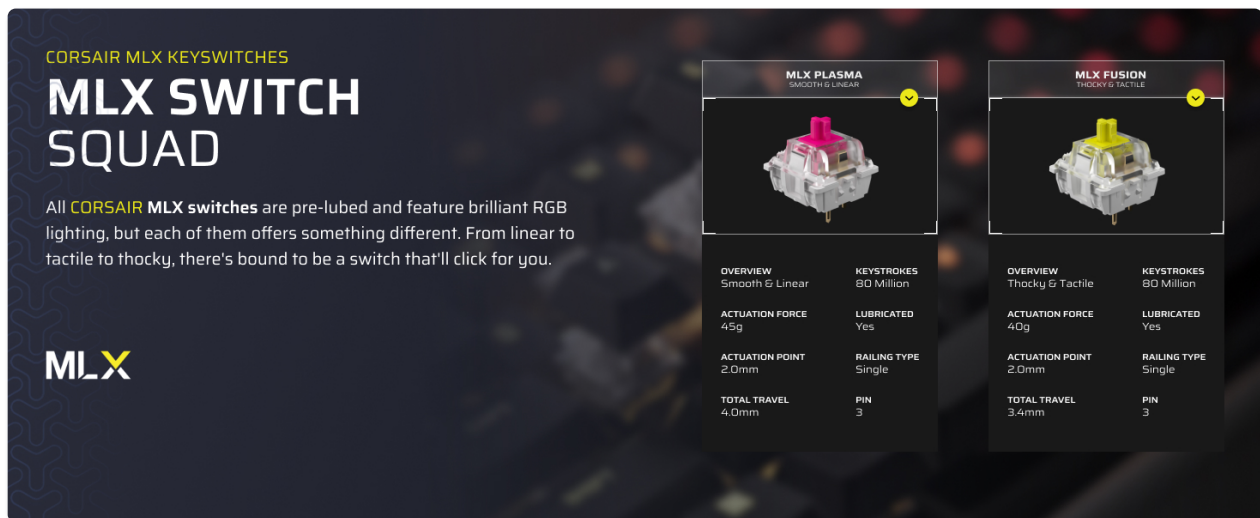 CORSAIR MLX KEYSWITCHES
MLX SWITCH
SQUAD
All CORSAIR MLX switches are pre-lubed and feature brilliant RGB
lighting, but each of them offers something different. From linear to
tactile to thocky, there's bound to be a switch that'll click for you.
MLX
MLX PLASMA
SMOOTH & LINEAR
OVERVIEW
Smooth & Linear
KEYSTROKES
80 Million
ACTUATION FORCE
45g
LUBRICATED
Yes
ACTUATION POINT
2.0mm
RAILING TYPE
Single
TOTAL TRAVEL
4.0mm
PIN
3
MLX FUSION
THOCKY & TACTILE
OVERVIEW
Thocky & Tactile
KEYSTROKES
80 Million
ACTUATION FORCE
40g
LUBRICATED
Yes
ACTUATION POINT
2.0mm
RAILING TYPE
Single
TOTAL TRAVEL
3.4mm
PIN
3